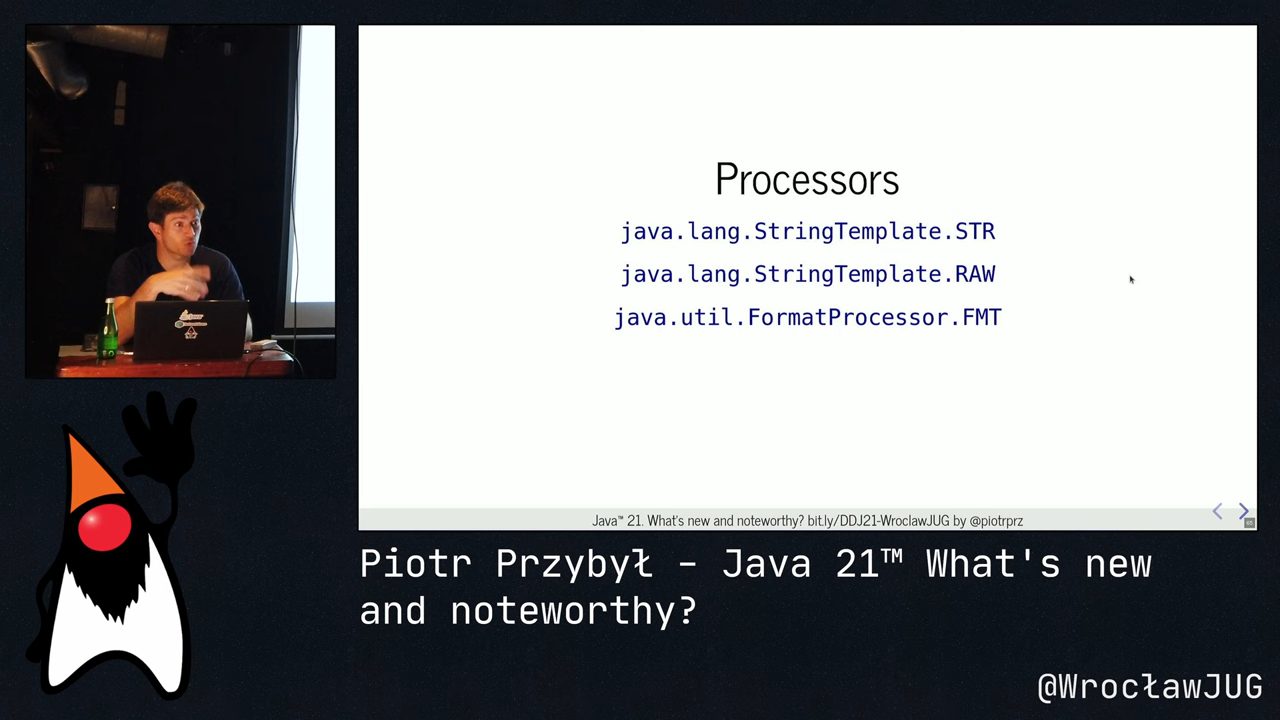 Processors
java.lang.StringTemplate.STR
java.lang.StringTemplate.RAW
java.util.FormatProcessor.FMT
Java™ 21. What's new and noteworthy? bit.ly/DDJ21-WroclawJUG by @piotrprz
Piotr Przybył - Java 21™ What's new
and noteworthy?
@WrocławJUG